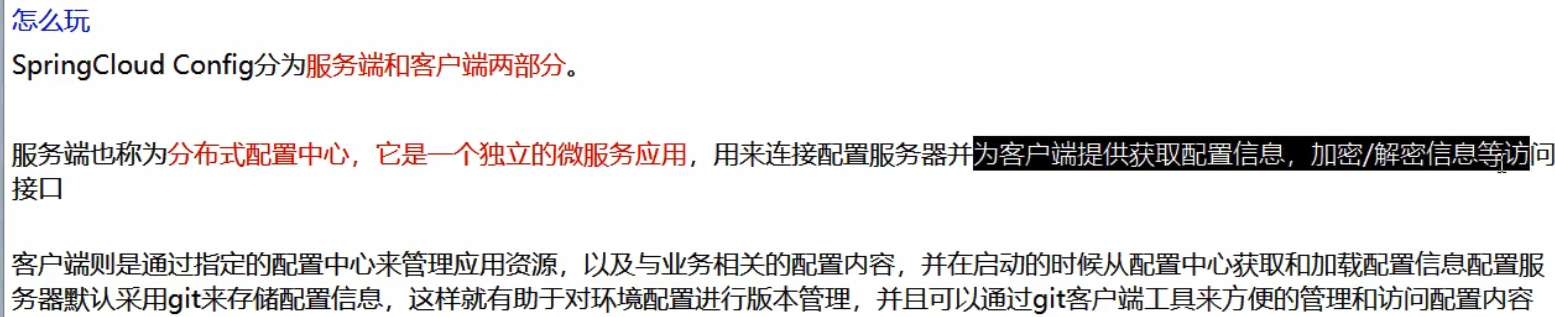 怎么玩
SpringCloud Config分为服务端和客户端两部分。
服务端也称为分布式配置中心，它是一个独立的微服务应用，用来连接配置服务器并为客户端提供获取配置信息，加密/解密信息等访问
接口
客户端则是通过指定的配置中心来管理应用资源，以及与业务相关的配置内容，并在启动的时候从配置中心获取和加载配置信息配置服
务器默认采用git来存储配置信息，这样就有助于对环境配置进行版本管理，并且可以通过git客户端工具来方便的管理和访问配置内容